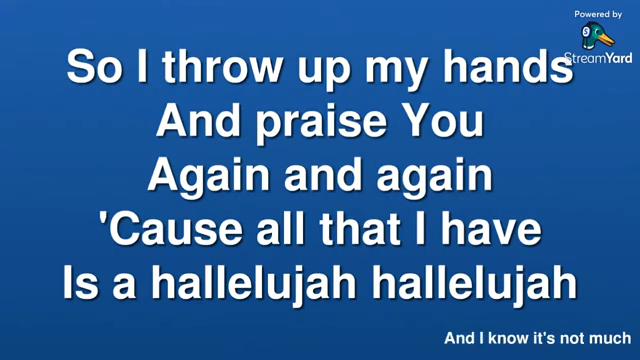 Powered by
StreamYard
So I throw up my hands
And praise You
Again and again
'Cause all that I have
Is a hallelujah hallelujah
And I know it's not much